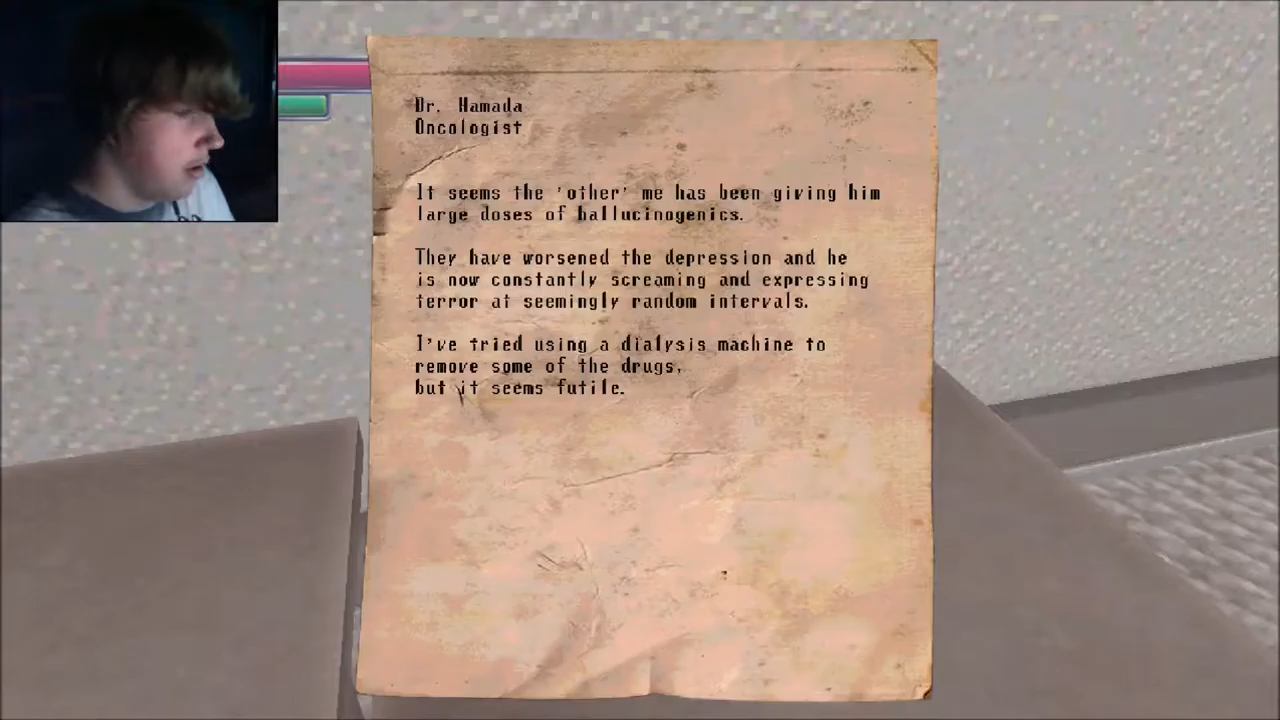 Dr. Hamada
Oncologist
It seems the 'other' me has been giving him
large doses of hallucinogenics.
They have worsened the depression and he
is now constantly screaming and expressing
terror at seemingly random intervals.
I've tried using a dialysis machine to
remove some of the drugs,
but it seems futile.